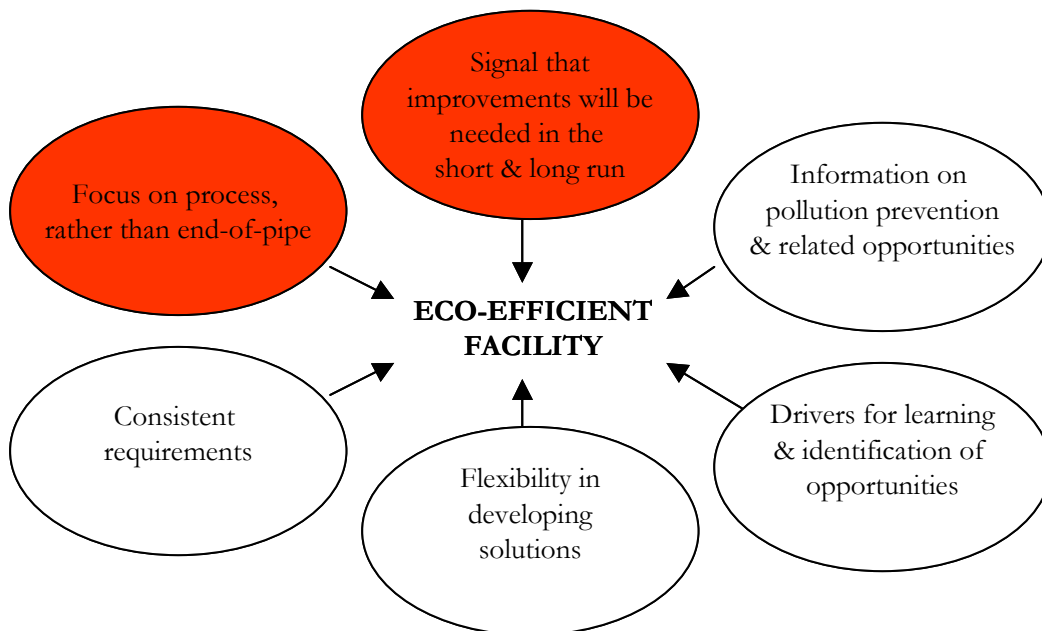 Signal that
improvements will be
needed in the
short & long run
Focus on process,
rather than end-of-pipe
Information on
pollution prevention
& related opportunities
ECO-EFFICIENT
FACILITY
Consistent
requirements
Flexibility in
developing
solutions
Drivers for learning
& identification of
opportunities